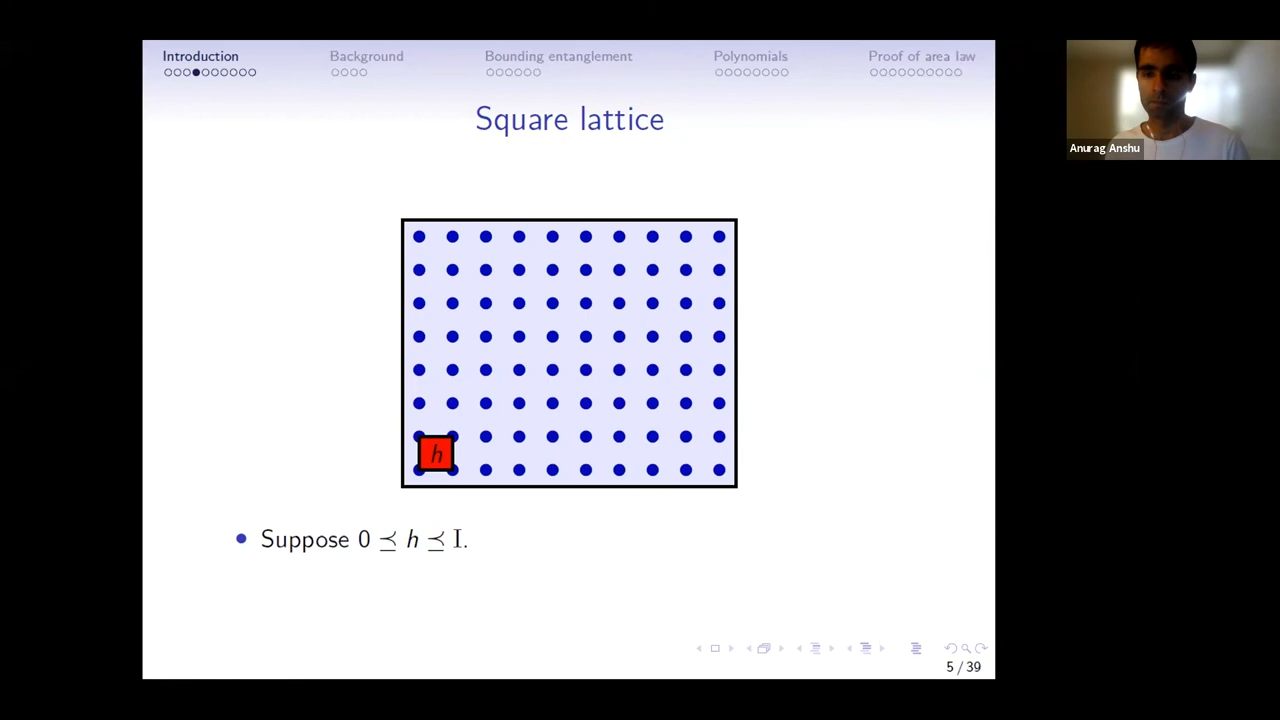 Introduction Background Bounding entanglement Polynomials Proof of area law
Square lattice
h
Suppose 0 ⪯ h ⪯ I.
5 / 39
Anurag Anshu